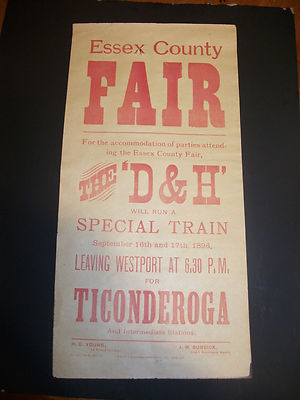 Essex County
FAIR
For the accommodation of parties attend-
ing the Essex County Fair,
THE 'D&H'
WILL RUN A
SPECIAL TRAIN
September 16th and 17th, 1896,
LEAVING WESTPORT AT 6.30 P.M.
FOR
TICONDEROGA
And Intermediate Stations.
H. G. YOUNG,
J. W. BURDICK,